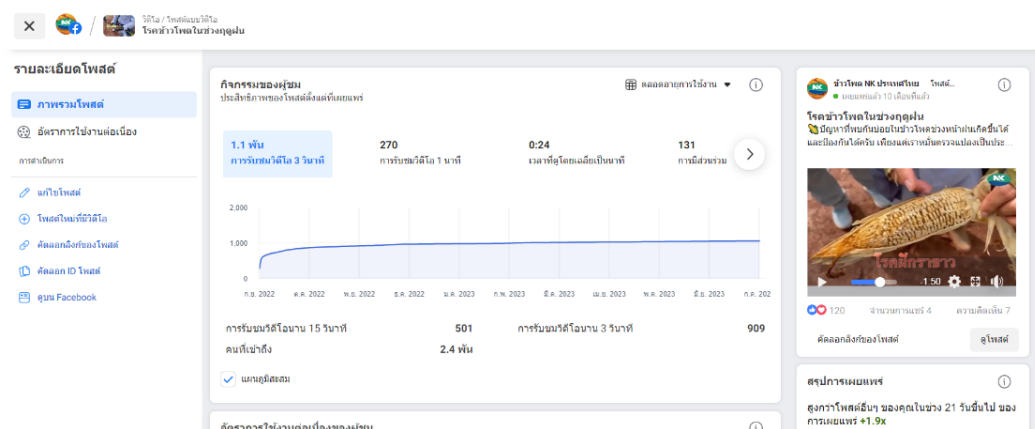 วิดีโอ / โพสต์แบบวิดีโอ
โรคข้าวโพดในช่วงฤดูฝน
รายละเอียดโพสต์
ภาพรวมโพสต์
อัตราการใช้งานต่อเนื่อง
การดำเนินการ
แก้ไขโพสต์
โพสต์ใหม่ที่มีวิดีโอ
คัดลอกลิงก์ของโพสต์
คัดลอก ID โพสต์
ดูบน Facebook
กิจกรรมของผู้ชม
ประสิทธิภาพของโพสต์ตั้งแต่ที่เผยแพร่
ตลอดอายุการใช้งาน
1.1 พัน
การรับชมวิดีโอ 3 วินาที
270
การรับชมวิดีโอ 1 นาที
0:24
เวลาที่ดูโดยเฉลี่ยเป็นนาที
131
การมีส่วนร่วม
2,000
1,000
0
ก.ย. 2022 ต.ค. 2022 พ.ย. 2022 ธ.ค. 2022 ม.ค. 2023 ก.พ. 2023 มี.ค. 2023 เม.ย. 2023 พ.ค. 2023 มิ.ย. 2023 ก.ค. 202
การรับชมวิดีโอนาน 15 วินาที 501
การรับชมวิดีโอนาน 3 วินาที 909
คนที่เข้าถึง 2.4 พัน
แผนภูมิสะสม
อัตราการใช้งานต่อเนื่องของผู้ชม
ข้าวโพด NK ประเทศไทย โพสต์...
เผยแพร่แล้ว 10 เดือนที่แล้ว
โรคข้าวโพดในช่วงฤดูฝน
ปัญหาที่พบกันบ่อยในข้าวโพดช่วงหน้าฝนเกิดขึ้นได้
และป้องกันได้ครับ เพียงแค่เราหมั่นตรวจแปลงเป็นประ...
NK
โรคฝักราขาว
1:50
120 จำนวนการแชร์ 4 ความคิดเห็น 7
คัดลอกลิงก์ของโพสต์
ดูโพสต์
สรุปการเผยแพร่
สูงกว่าโพสต์อื่นๆ ของคุณในช่วง 21 วันขึ้นไป ของ
การเผยแพร่ +1.9x